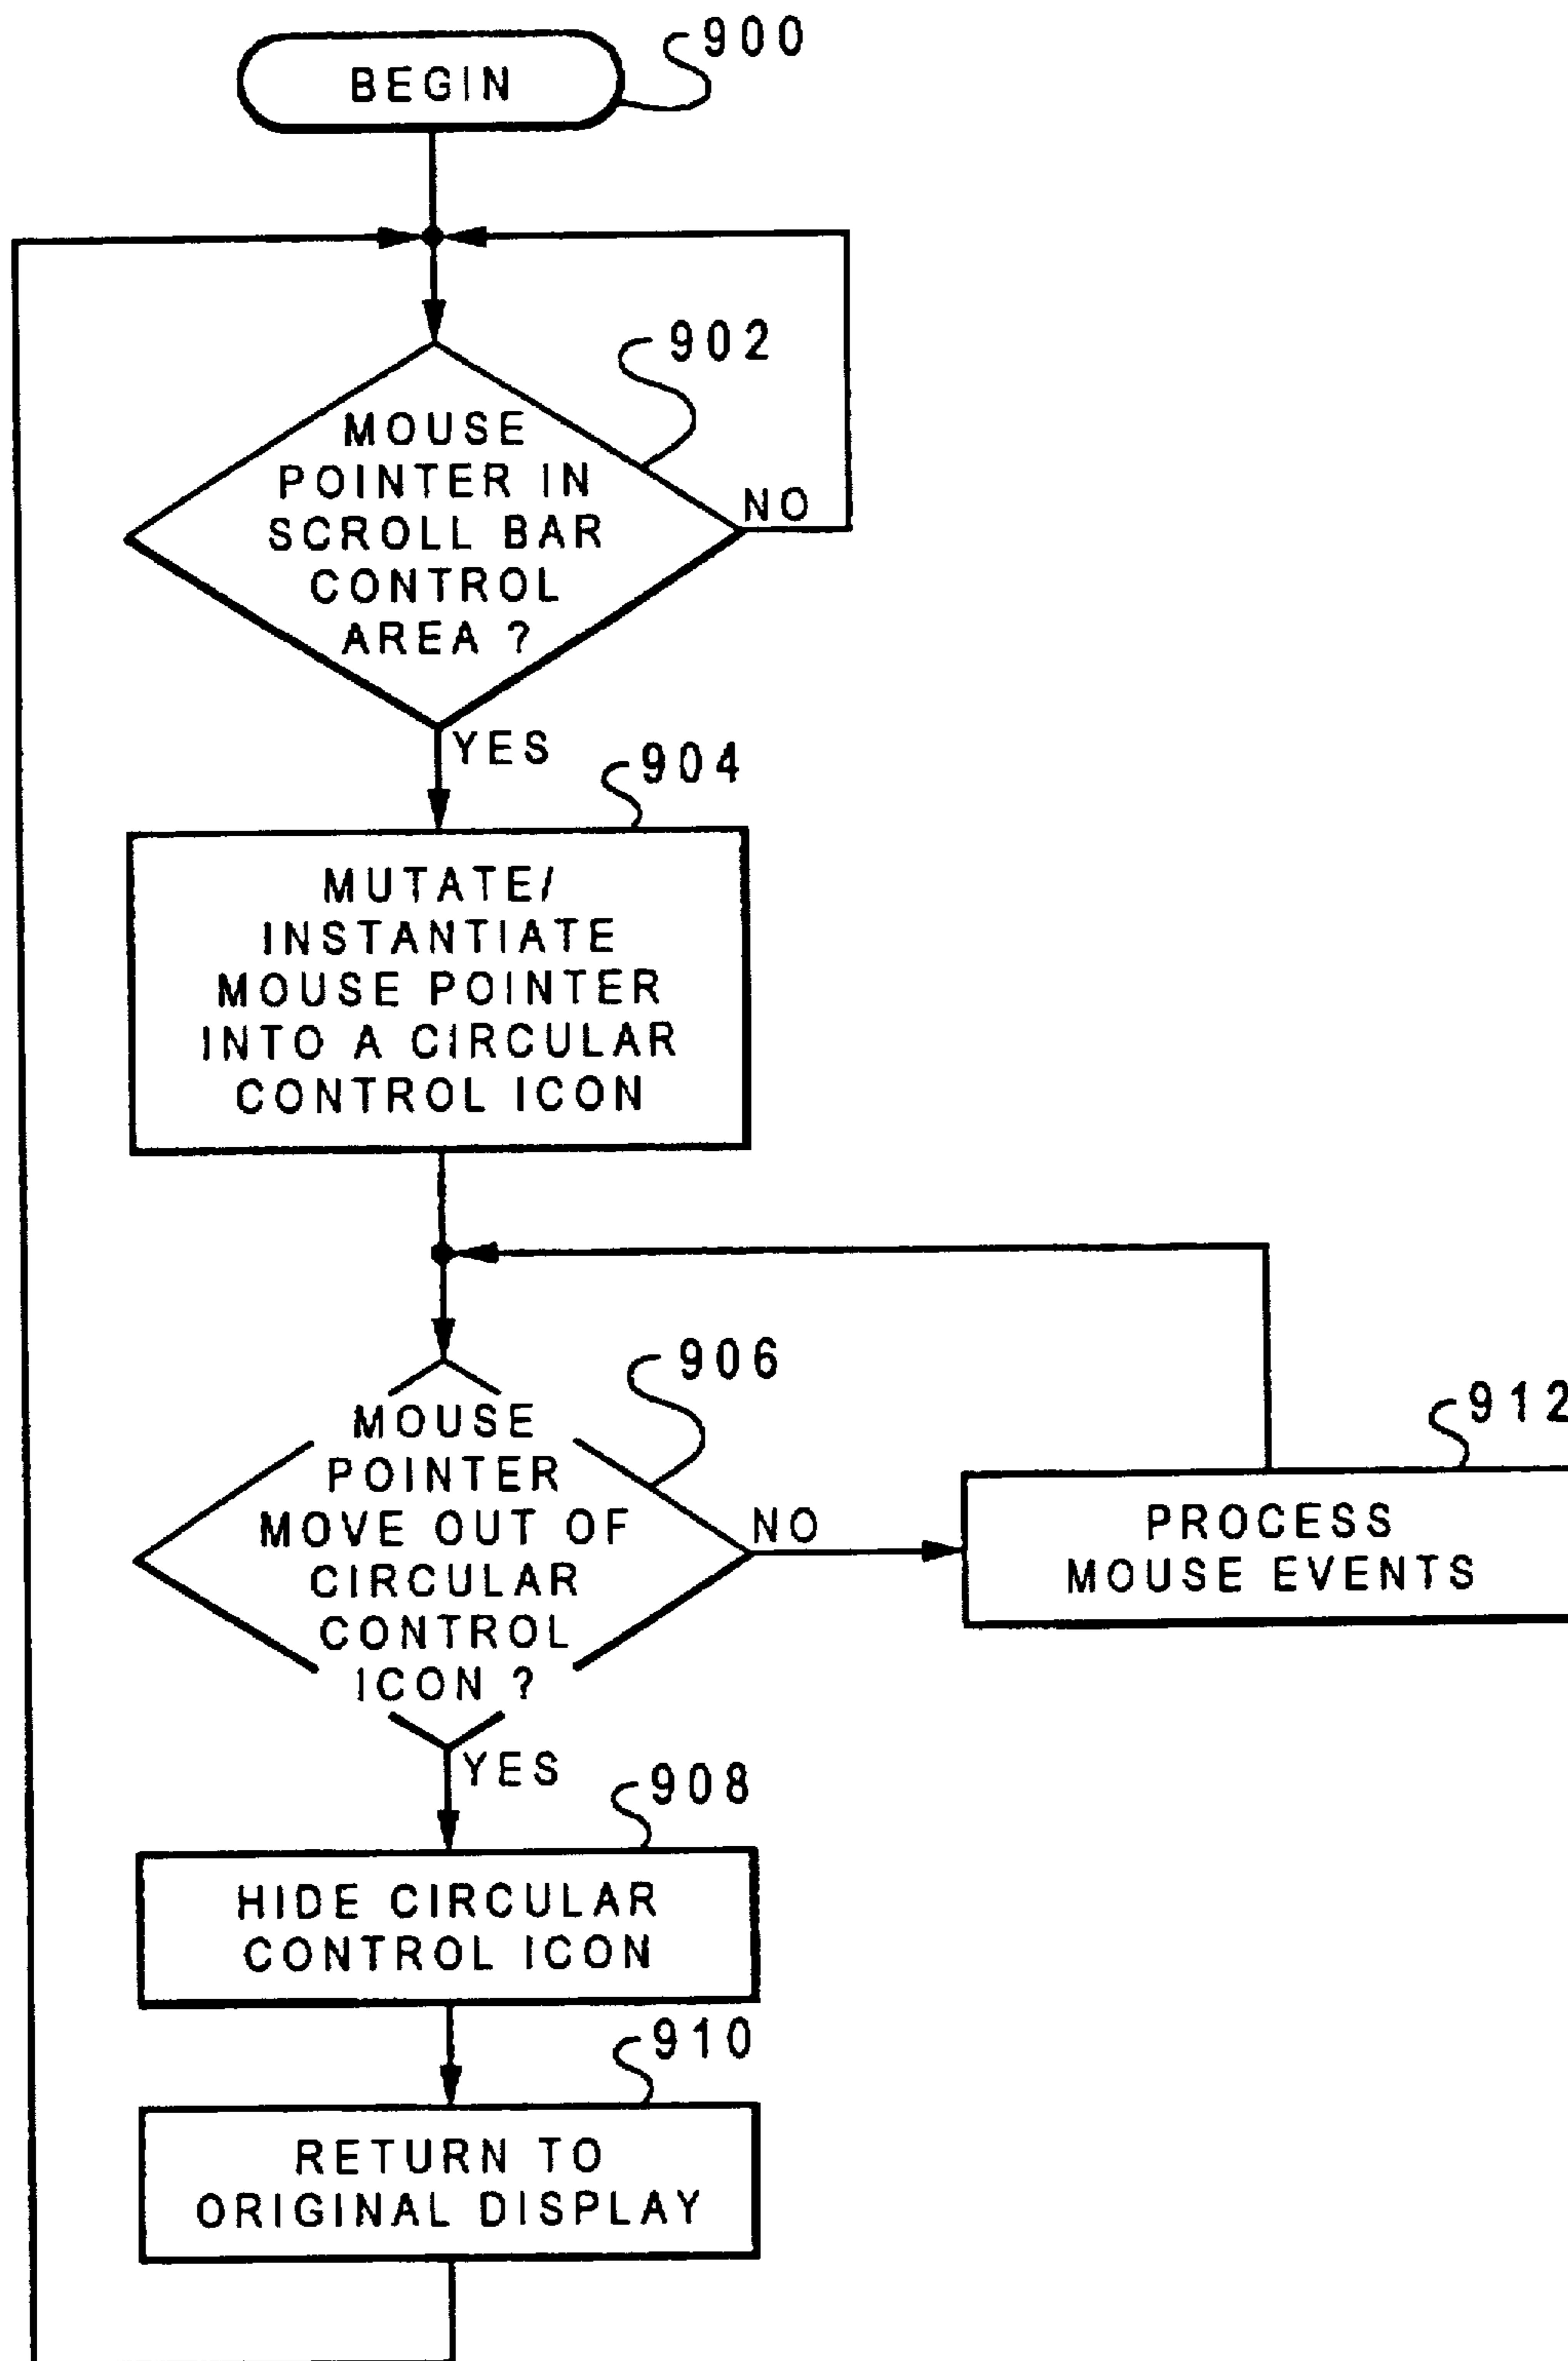 900
BEGIN
902
MOUSE
POINTER IN
SCROLL BAR
CONTROL
AREA ?
NO
YES
904
MUTATE/
INSTANTIATE
MOUSE POINTER
INTO A CIRCULAR
CONTROL ICON
906
MOUSE
POINTER
MOVE OUT OF
CIRCULAR
CONTROL
ICON ?
NO
912
PROCESS
MOUSE EVENTS
YES
908
HIDE CIRCULAR
CONTROL ICON
910
RETURN TO
ORIGINAL DISPLAY